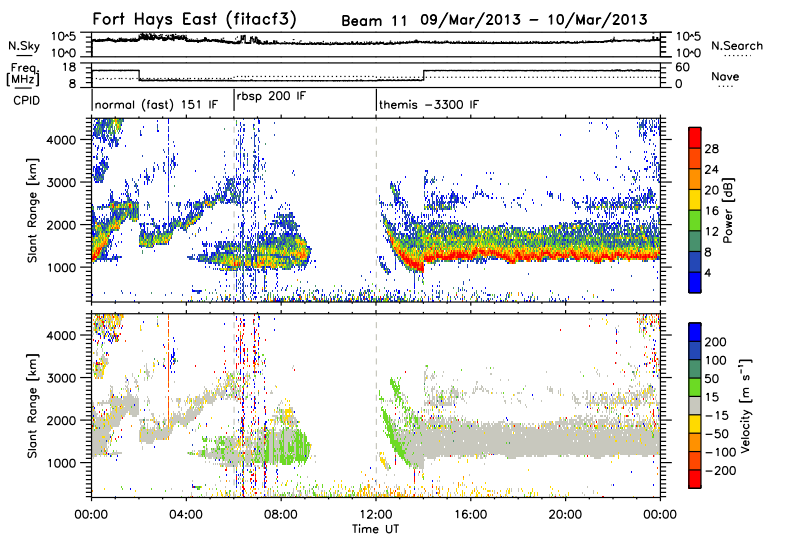 Fort Hays East (fitacf3) Beam 11 09/Mar/2013 − 10/Mar/2013
N.Sky 10^5 10^0 10^5 10^0 N.Search
Freq. [MHz] 18 8 60 0 Nave
CPID normal (fast) 151 IF rbsp 200 IF themis −3300 IF
Slant Range [km] 4000 3000 2000 1000
28 24 20 16 12 8 4 Power [dB]
Slant Range [km] 4000 3000 2000 1000
200 100 50 15 −15 −50 −100 −200 Velocity [m s⁻¹]
00:00 04:00 08:00 12:00 16:00 20:00 00:00
Time UT